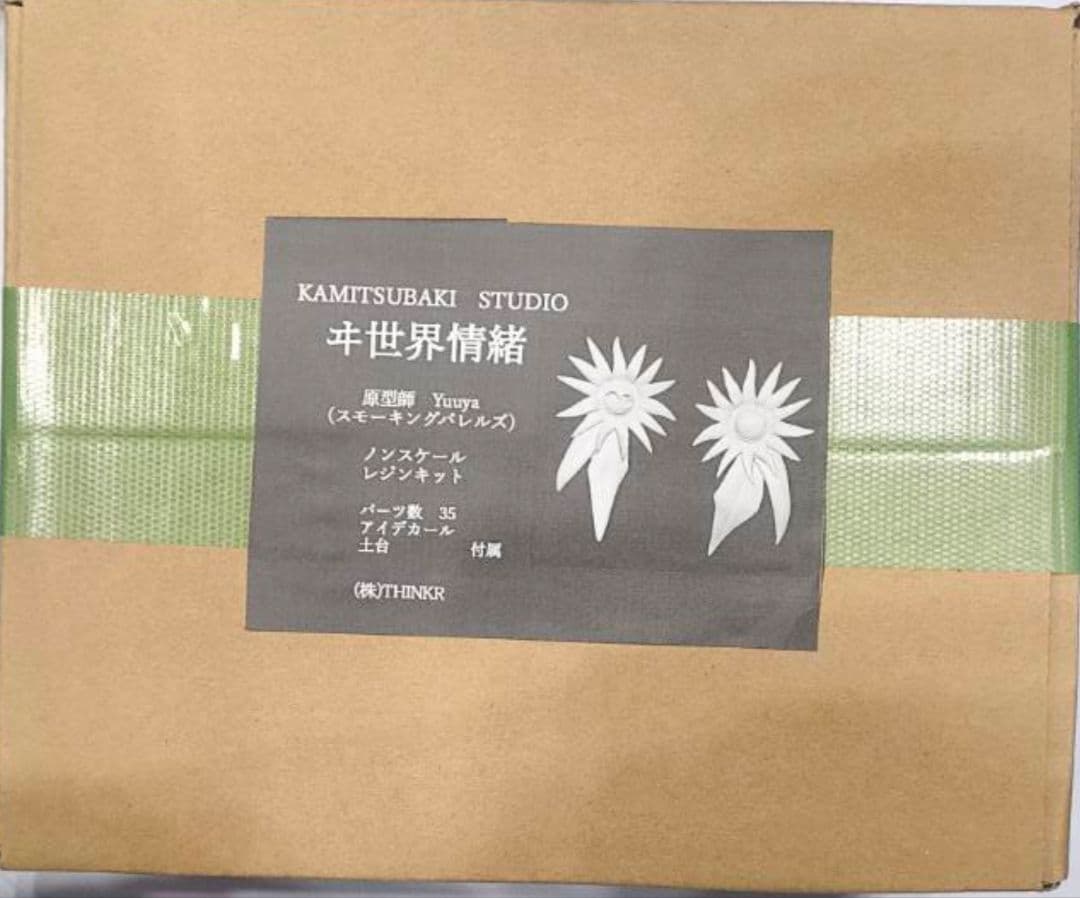 KAMITSUBAKI STUDIO
ヰ世界情緒
原型師 Yuuya
(スモーキングバレルズ)
ノンスケール
レジンキット
パーツ数 35
アイデカール
土台 付属
(株)THINKR